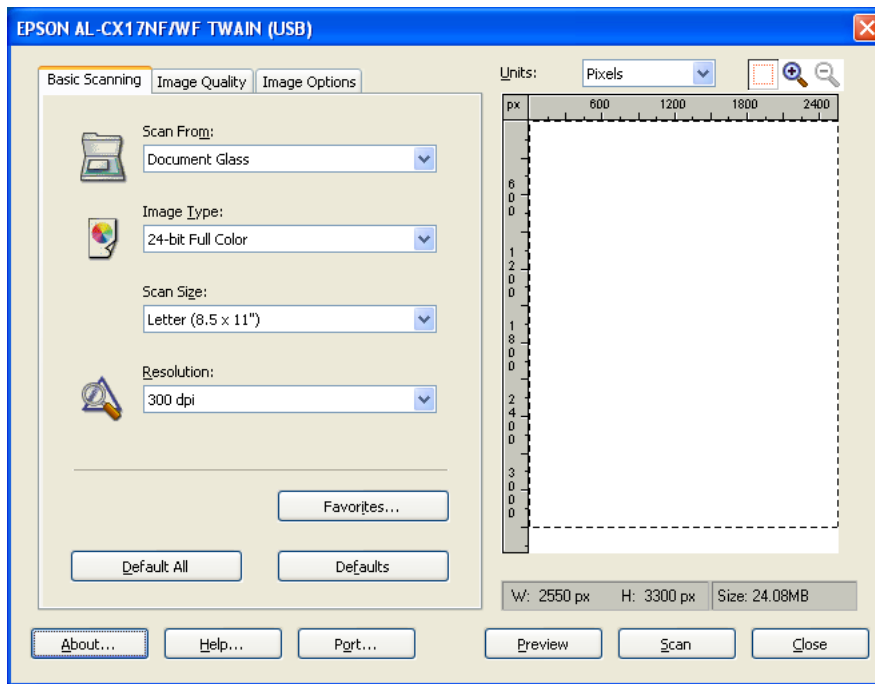 EPSON AL-CX17NF/WF TWAIN (USB)
Basic Scanning
Image Quality
Image Options
Scan From:
Document Glass
Image Type:
24-bit Full Color
Scan Size:
Letter (8.5 x 11")
Resolution:
300 dpi
Favorites...
Default All
Defaults
Units:
Pixels
px 600 1200 1800 2400
600
1200
1800
2400
3000
W: 2550 px H: 3300 px Size: 24.08MB
About...
Help...
Port...
Preview
Scan
Close